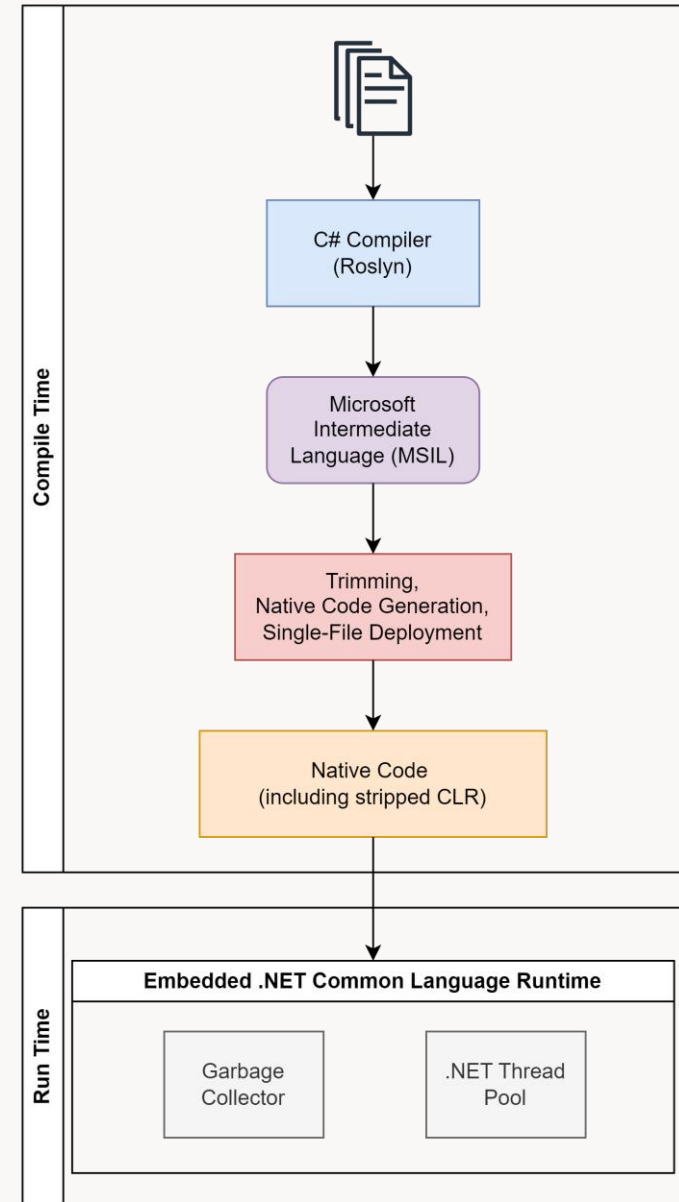 Compile Time
C# Compiler
(Roslyn)
Microsoft
Intermediate
Language (MSIL)
Trimming,
Native Code Generation,
Single-File Deployment
Native Code
(including stripped CLR)
Run Time
Embedded .NET Common Language Runtime
Garbage
Collector
.NET Thread
Pool